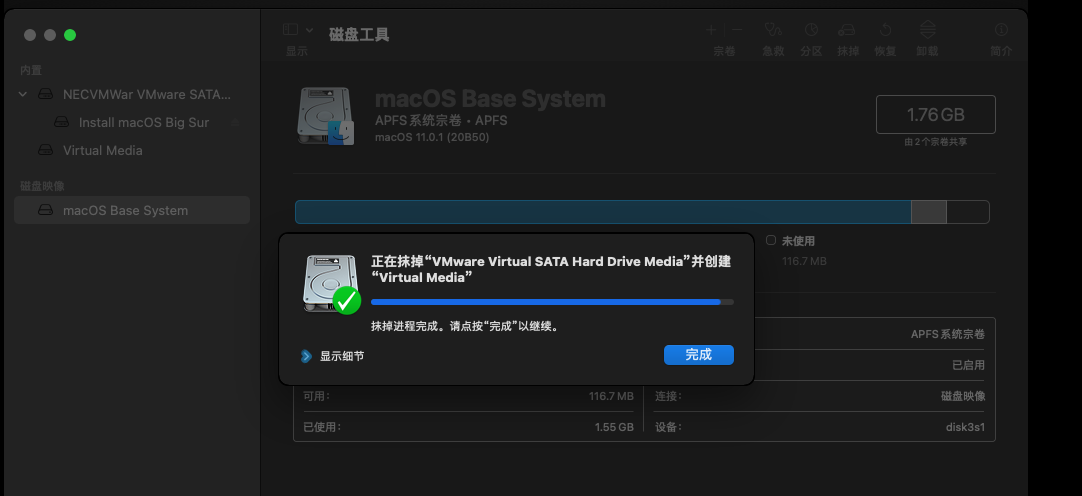 磁盘工具
显示
宗卷
急救
分区
抹掉
恢复
卸载
简介
内置
NECVMWar VMware SATA...
Install macOS Big Sur
Virtual Media
磁盘映像
macOS Base System
macOS Base System
APFS系统宗卷 • APFS
macOS 11.0.1 (20B50)
1.76 GB
由2个宗卷共享
未使用
116.7 MB
正在抹掉“VMware Virtual SATA Hard Drive Media”并创建
“Virtual Media”
抹掉进程完成。请点按“完成”以继续。
显示细节
完成
APFS系统宗卷
已启用
可用：
116.7 MB
连接：
磁盘映像
已使用：
1.55 GB
设备：
disk3s1